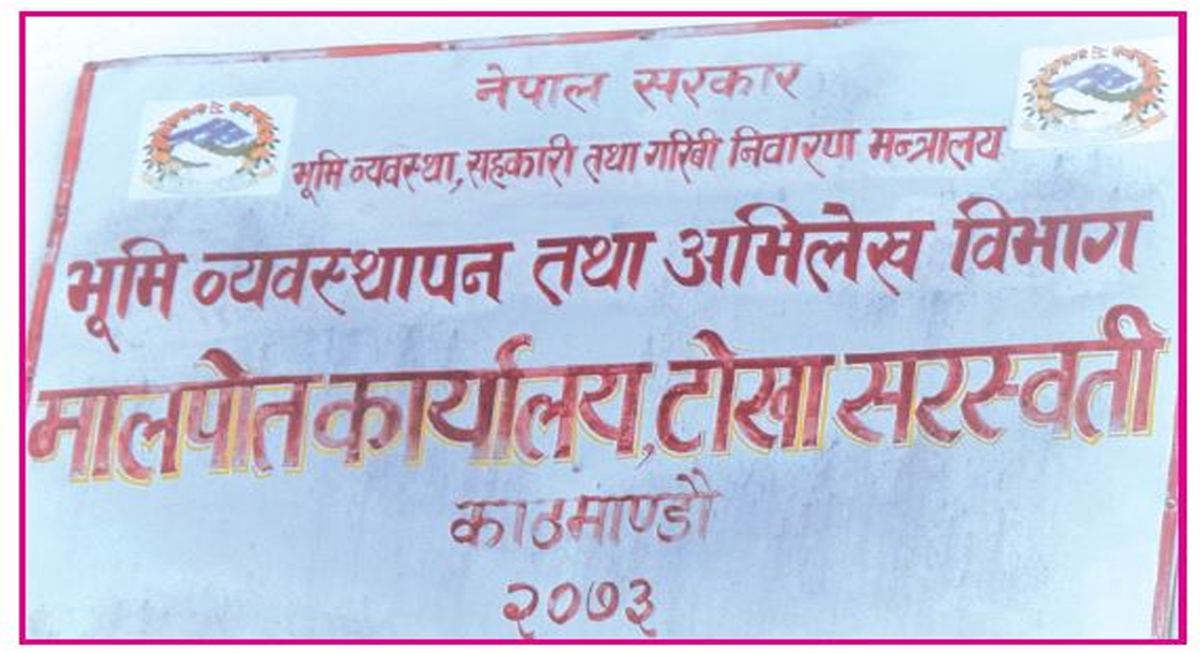 नेपाल सरकार
भूमि व्यवस्था, सहकारी तथा गरिबी निवारण मन्त्रालय
भूमि व्यवस्थापन तथा अभिलेख विभाग
मालपोत कार्यालय, टोखा सरस्वती
काठमाण्डौ
२०७३